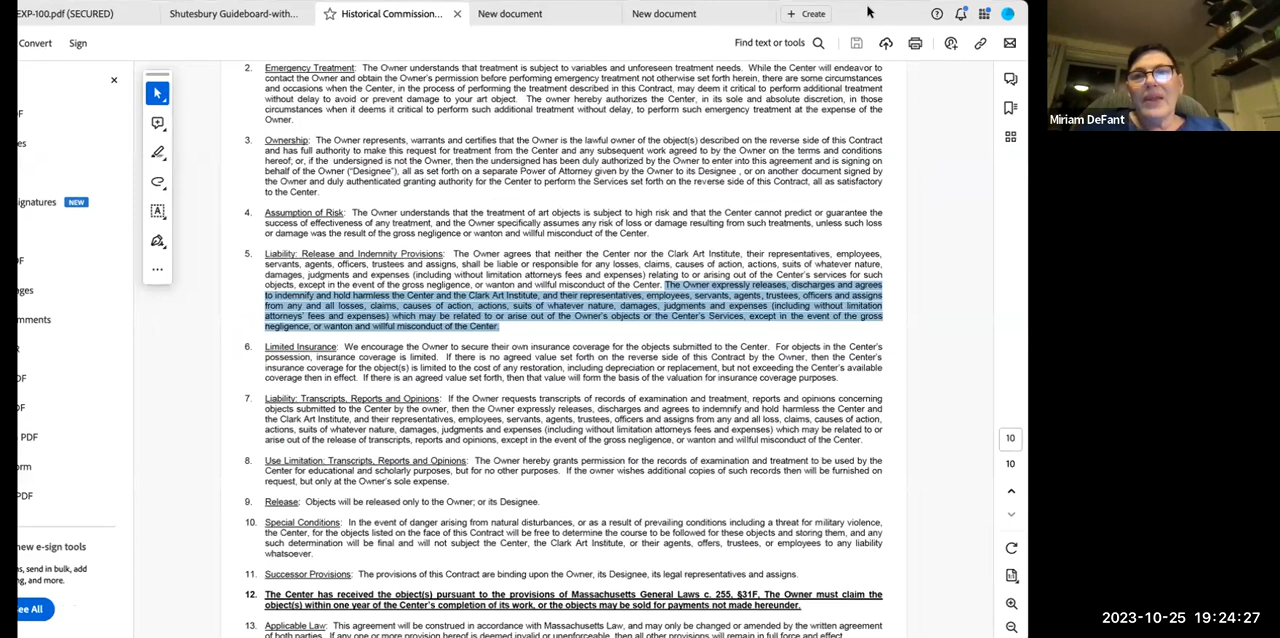 EXP-100.pdf (SECURED)
Shutesbury Guideboard-with...
Historical Commission...
New document
New document
+ Create
Convert
Sign
Find text or tools
ignatures
NEW
new e-sign tools
, send in bulk, add
ng, and more.
See All
2. Emergency Treatment: The Owner understands that treatment is subject to variables and unforeseen treatment needs. While the Center will endeavor to
contact the Owner and obtain the Owner's permission before performing emergency treatment not otherwise set forth herein, there are some circumstances
and occasions when the Center, in the process of performing the treatment described in this Contract, may deem it critical to perform additional treatment
without delay to avoid or prevent damage to your art object. The owner hereby authorizes the Center, in its sole and absolute discretion, in those
circumstances when it deems it critical to perform such additional treatment without delay, to perform such emergency treatment at the expense of the
Owner.
3. Ownership: The Owner represents, warrants and certifies that the Owner is the lawful owner of the object(s) described on the reverse side of this Contract
and has full authority to make this request for treatment from the Center and any subsequent work agreed to by the Owner on the terms and conditions
hereof; or, if the undersigned is not the Owner, then the undersigned has been duly authorized by the Owner to enter into this agreement and is signing on
behalf of the Owner ("Designee"), all as set forth on a separate Power of Attorney given by the Owner to its Designee , or on another document signed by
the Owner and duly authenticated granting authority for the Center to perform the Services set forth on the reverse side of this Contract, all as satisfactory
to the Center.
4. Assumption of Risk: The Owner understands that the treatment of art objects is subject to high risk and that the Center cannot predict or guarantee the
success of effectiveness of any treatment, and the Owner specifically assumes any risk of loss or damage resulting from such treatments, unless such
loss or damage was the result of the gross negligence or wanton and willful misconduct of the Center.
5. Liability: Release and Indemnity Provisions: The Owner agrees that neither the Center nor the Clark Art Institute, their representatives, employees,
servants, agents, officers, trustees and assigns, shall be liable or responsible for any losses, claims, causes of action, actions, suits of whatever nature,
damages, judgments and expenses (including without limitation attorneys fees and expenses) relating to or arising out of the Center's services for such
objects, except in the event of the gross negligence, or wanton and willful misconduct of the Center. The Owner expressly releases, discharges and agrees
to indemnify and hold harmless the Center and the Clark Art Institute, and their representatives, employees, servants, agents, trustees, officers and assigns
from any and all losses, claims, causes of action, actions, suits of whatever nature, damages, judgments and expenses (including without limitation
attorneys' fees and expenses) which may be related to or arise out of the Owner's objects or the Center's Services, except in the event of the gross
negligence, or wanton and willful misconduct of the Center.
6. Limited Insurance: We encourage the Owner to secure their own insurance coverage for the objects submitted to the Center. For objects in the Center's
possession, insurance coverage is limited. If there is no agreed value set forth on the reverse side of this Contract by the Owner, then the Center's
insurance coverage for the object(s) is limited to the cost of any restoration, including depreciation or replacement, but not exceeding the Center's available
coverage then in effect. If there is an agreed value set forth, then that value will form the basis of the valuation for insurance coverage purposes.
7. Liability: Transcripts, Reports and Opinions: If the Owner requests transcripts of records of examination and treatment, reports and opinions concerning
objects submitted to the Center by the owner, then the Owner expressly releases, discharges and agrees to indemnify and hold harmless the Center and
the Clark Art Institute, and their representatives, employees, servants, agents, trustees, officers and assigns from any and all loss, claims, causes of action,
actions, suits of whatever nature, damages, judgments and expenses (including without limitation attorneys fees and expenses) which may be related to or
arise out of the release of transcripts, reports and opinions, except in the event of the gross negligence, or wanton and willful misconduct of the Center.
8. Use Limitation: Transcripts, Reports and Opinions: The Owner hereby grants permission for the records of examination and treatment to be used by the
Center for educational and scholarly purposes, but for no other purposes. If the owner wishes additional copies of such records then will be furnished on
request, but only at the Owner's sole expense.
9. Release: Objects will be released only to the Owner; or its Designee.
10. Special Conditions: In the event of danger arising from natural disturbances, or as a result of prevailing conditions including a threat for military violence,
the Center, for the objects listed on the face of this Contract will be free to determine the course to be followed for these objects and storing them, and any
such determination will be final and will not subject the Center, the Clark Art Institute, or their agents, offers, trustees, or employees to any liability
whatsoever.
11. Successor Provisions: The provisions of this Contract are binding upon the Owner, its Designee, its legal representatives and assigns.
12. The Center has received the object(s) pursuant to the provisions of Massachusetts General Laws c. 255, §31F, The Owner must claim the
object(s) within one year of the Center's completion of its work, or the objects may be sold for payments not made hereunder.
13. Applicable Law: This agreement will be construed in accordance with Massachusetts Law, and may only be changed or amended by the written agreement
of both parties. If any one or more provision hereof is deemed invalid or unenforceable, then all other provisions will remain in full force and effect.
10
10
Miriam DeFant
2023-10-25 19:24:27